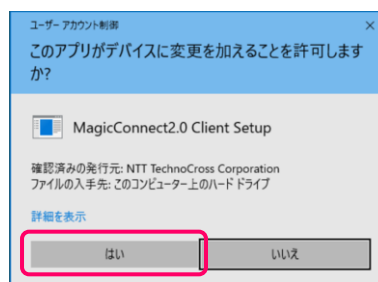 ユーザー アカウント制御
×
このアプリがデバイスに変更を加えることを許可します
か?
MagicConnect2.0 Client Setup
確認済みの発行元: NTT TechnoCross Corporation
ファイルの入手先: このコンピューター上のハード ドライブ
詳細を表示
はい
いいえ